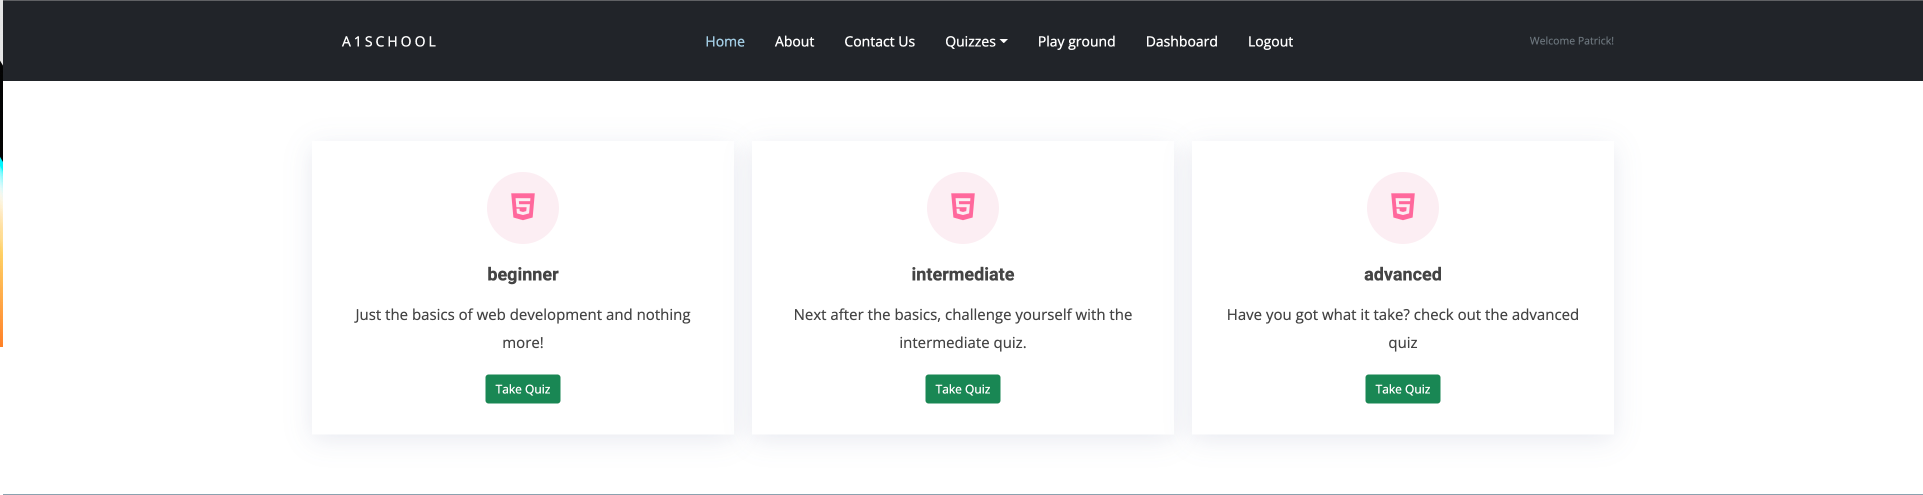 A1SCHOOL
Home About Contact Us Quizzes Play ground Dashboard Logout
Welcome Patrick!
beginner
Just the basics of web development and nothing
more!
Take Quiz
intermediate
Next after the basics, challenge yourself with the
intermediate quiz.
Take Quiz
advanced
Have you got what it take? check out the advanced
quiz
Take Quiz